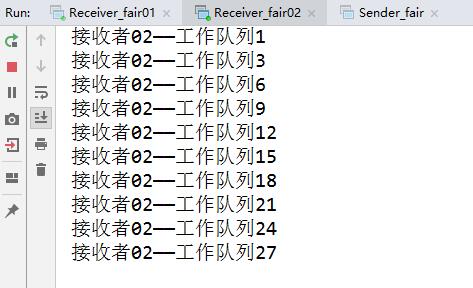 Run: Receiver_fair01 × Receiver_fair02 × Sender_fair ×
接收者02——工作队列1
接收者02——工作队列3
接收者02——工作队列6
接收者02——工作队列9
接收者02——工作队列12
接收者02——工作队列15
接收者02——工作队列18
接收者02——工作队列21
接收者02——工作队列24
接收者02——工作队列27